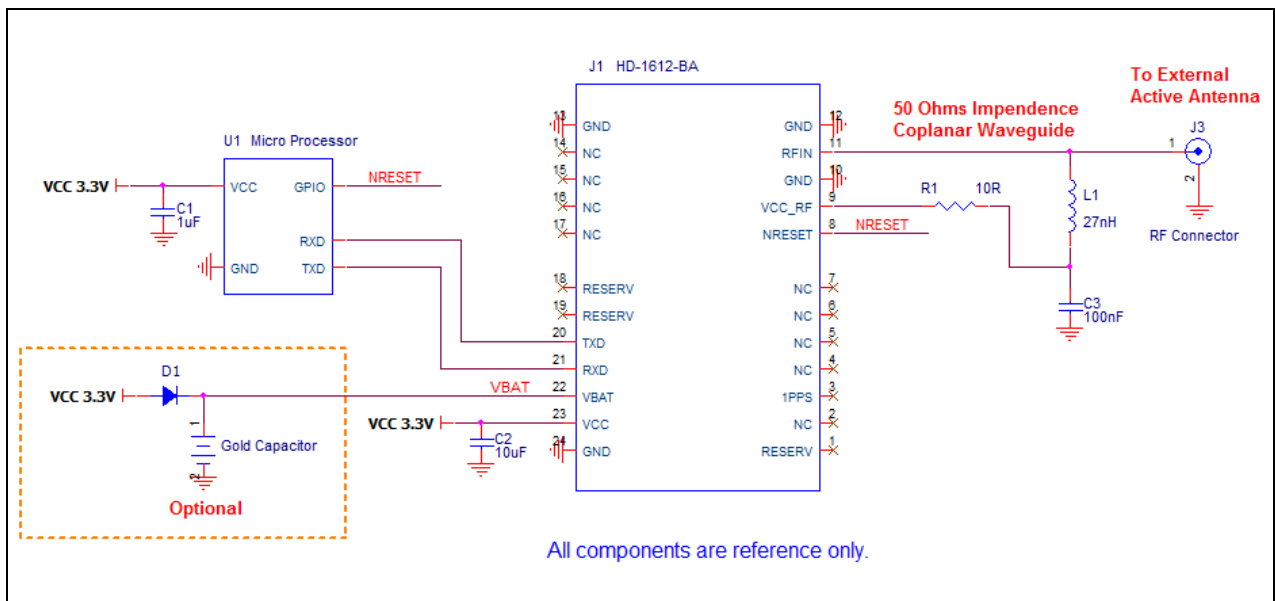 J1 HD-1612-BA
To External
Active Antenna
50 Ohms Impendence
Coplanar Waveguide
J3
1
2
RF Connector
U1 Micro Processor
VCC 3.3V
VCC
GPIO
NRESET
C1
1uF
RXD
GND
TXD
13 GND
14 NC
15 NC
16 NC
17 NC
18 RESERV
19 RESERV
20 TXD
21 RXD
22 VBAT
23 VCC
24 GND
GND 12
RFIN 11
GND 10
VCC_RF 9
NRESET 8
NC 7
NC 6
NC 5
NC 4
1PPS 3
NC 2
RESERV 1
R1 10R
NRESET
L1
27nH
C3
100nF
D1
VCC 3.3V
VBAT
1
Gold Capacitor
2
Optional
VCC 3.3V
C2
10uF
All components are reference only.